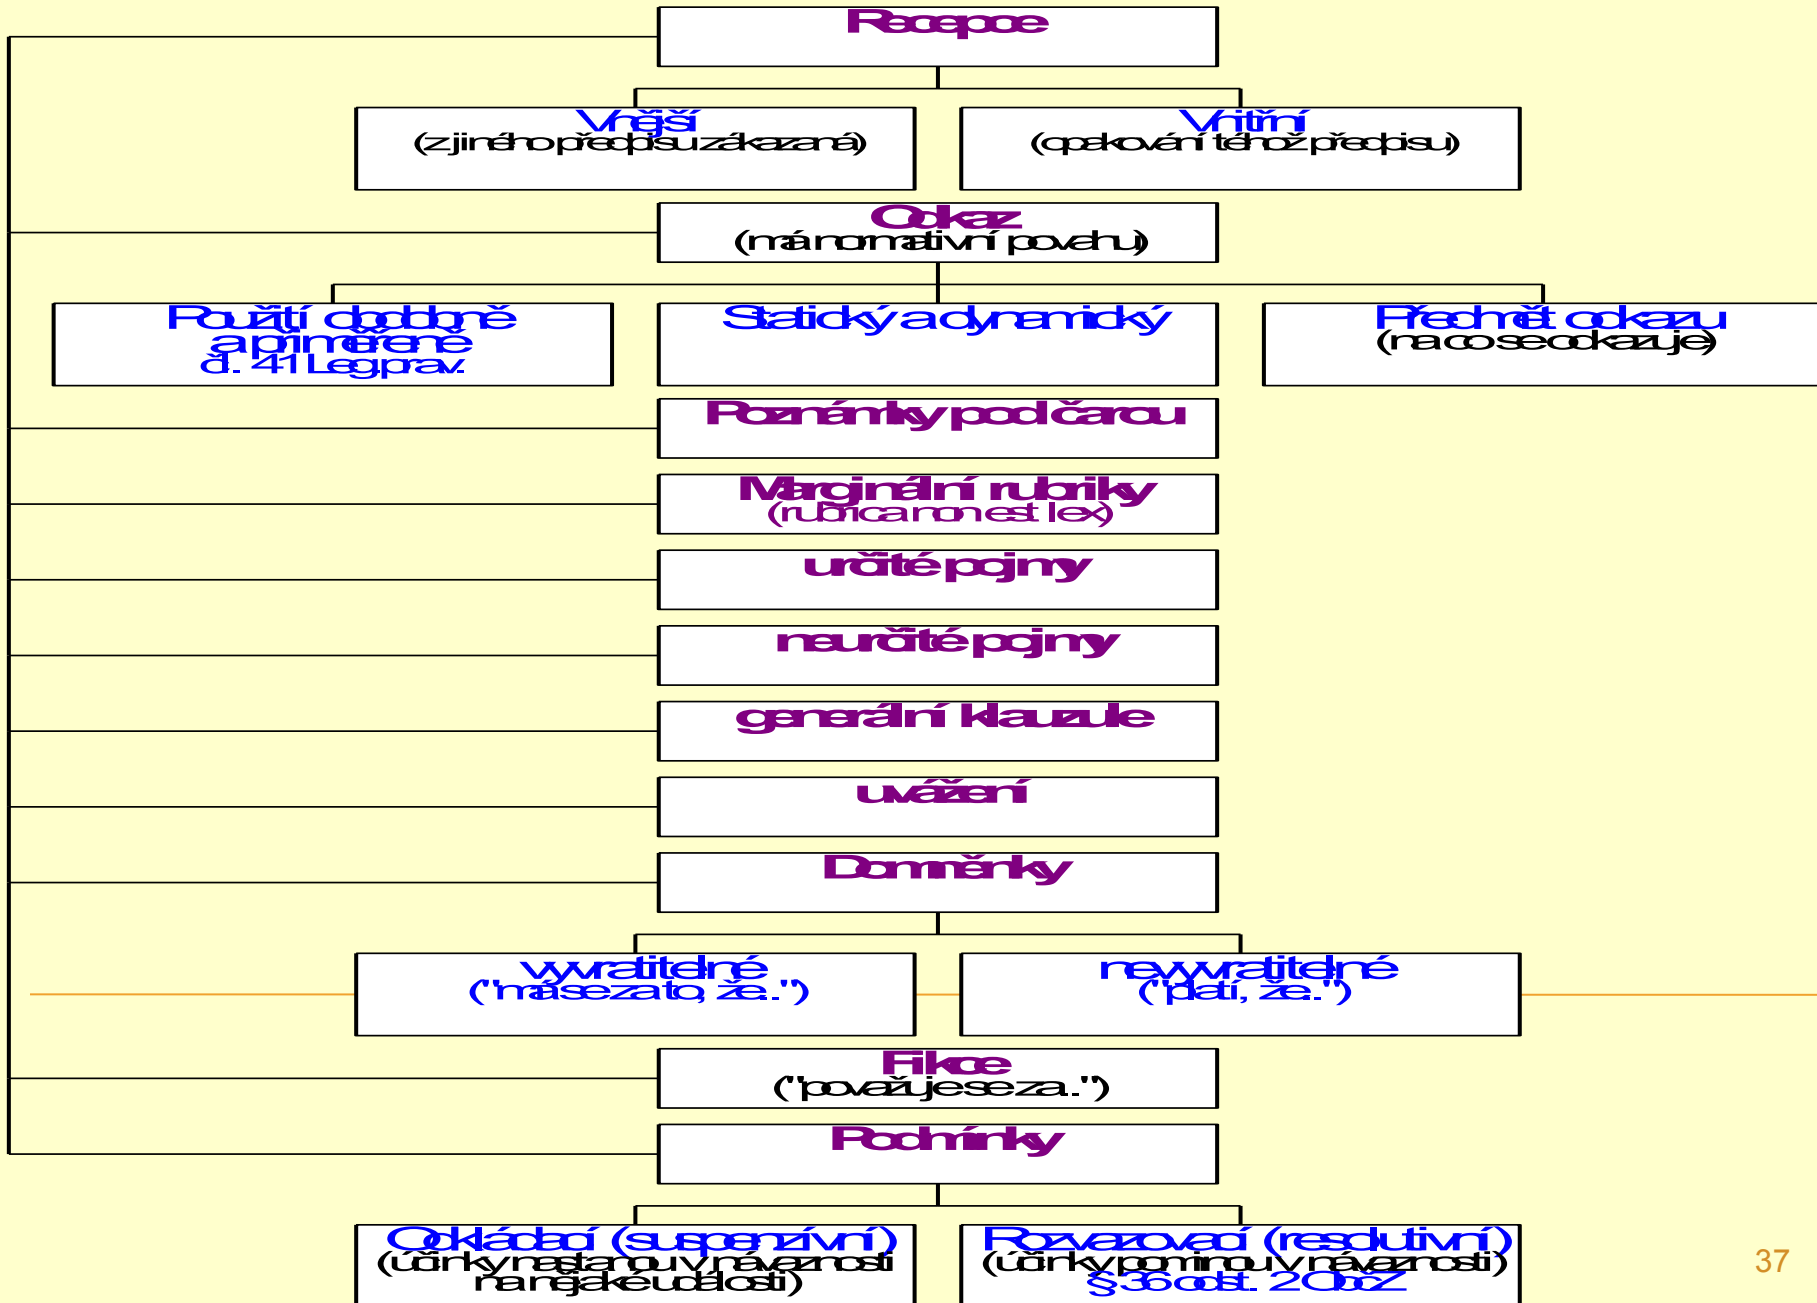 Recepce
Vnější
(z jiného předpisu zákazaná)
Vnitřní
(opakování téhož předpisu)
Odkaz
(má normativní povahu)
Použití obdobně
a přiměřeně
čl. 41 Leg.prav.
Statický a dynamický
Předmět odkazu
(na co se odkazuje)
Poznámky pod čarou
Marginální rubriky
(rubrica non est lex)
určité pojmy
neurčité pojmy
generální klauzule
uvážení
Domněnky
vyvratitelné
("má se za to, že..")
nevyvratitelné
("platí, že..")
Fikce
("považuje se za..")
Podmínky
Odkládací (suspenzívní)
(účinky nastanou v návaznosti
na nějaké události)
Rozvazovací (resolutivní)
(účinky pominou v návaznosti)
§ 36 odst. 2 ObčZ
37